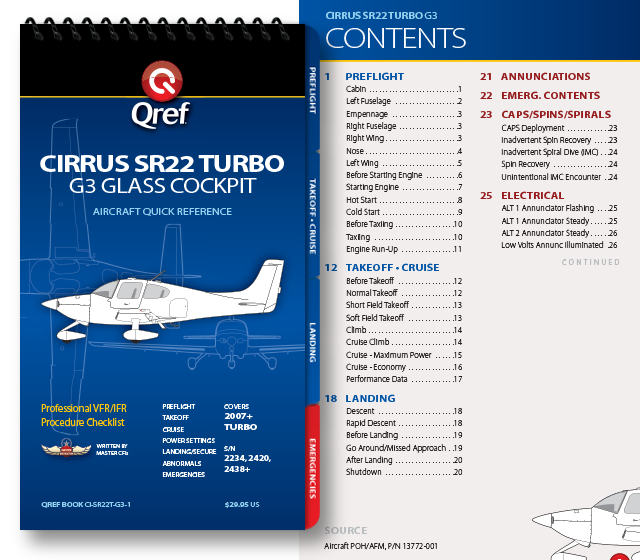 Qref
CIRRUS SR22 TURBO
G3 GLASS COCKPIT
AIRCRAFT QUICK REFERENCE
Professional VFR/IFR
Procedure Checklist
WRITTEN BY
MASTER CFIs
PREFLIGHT
TAKEOFF
CRUISE
POWER SETTINGS
LANDING/SECURE
ABNORMALS
EMERGENCIES
COVERS
2007+
TURBO
S/N
2234, 2420,
2438+
QREF BOOK CI-SR22T-G3-1
$29.95 US
PREFLIGHT
TAKEOFF • CRUISE
LANDING
EMERGENCIES
CIRRUS SR22 TURBO G3
CONTENTS
1 PREFLIGHT
Cabin .1
Left Fuselage .2
Empennage .3
Right Fuselage .3
Right Wing .3
Nose .4
Left Wing .5
Before Starting Engine .6
Starting Engine .7
Hot Start .8
Cold Start .9
Before Taxiing .10
Taxiing .10
Engine Run-Up .11
12 TAKEOFF • CRUISE
Before Takeoff .12
Normal Takeoff .12
Short Field Takeoff .13
Soft Field Takeoff .13
Climb .14
Cruise Climb .14
Cruise - Maximum Power .15
Cruise - Economy .16
Performance Data .17
18 LANDING
Descent .18
Rapid Descent .18
Before Landing .19
Go Around/Missed Approach .19
After Landing .20
Shutdown .20
21 ANNUNCIATIONS
22 EMERG. CONTENTS
23 CAPS/SPINS/SPIRALS
CAPS Deployment .23
Inadvertent Spin Recovery .23
Inadvertent Spiral Dive (IMC) .24
Spin Recovery .24
Unintentional IMC Encounter .24
25 ELECTRICAL
ALT 1 Annunciator Flashing .25
ALT 1 Annunciator Steady .25
ALT 2 Annunciator Steady .26
Low Volts Annunc Illuminated .26
CONTINUED
SOURCE
Aircraft POH/AFM, P/N 13772-001